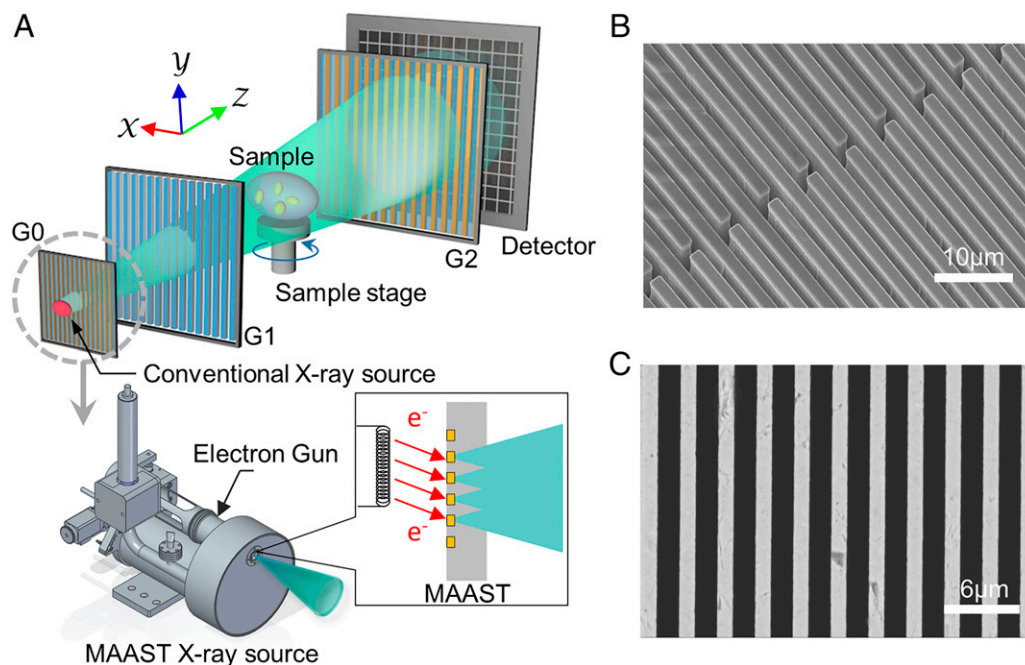 A
y
z
x
Sample
G0
G2
Detector
Sample stage
G1
Conventional X-ray source
Electron Gun
e-
e-
MAAST
MAAST X-ray source
B
10μm
C
6μm